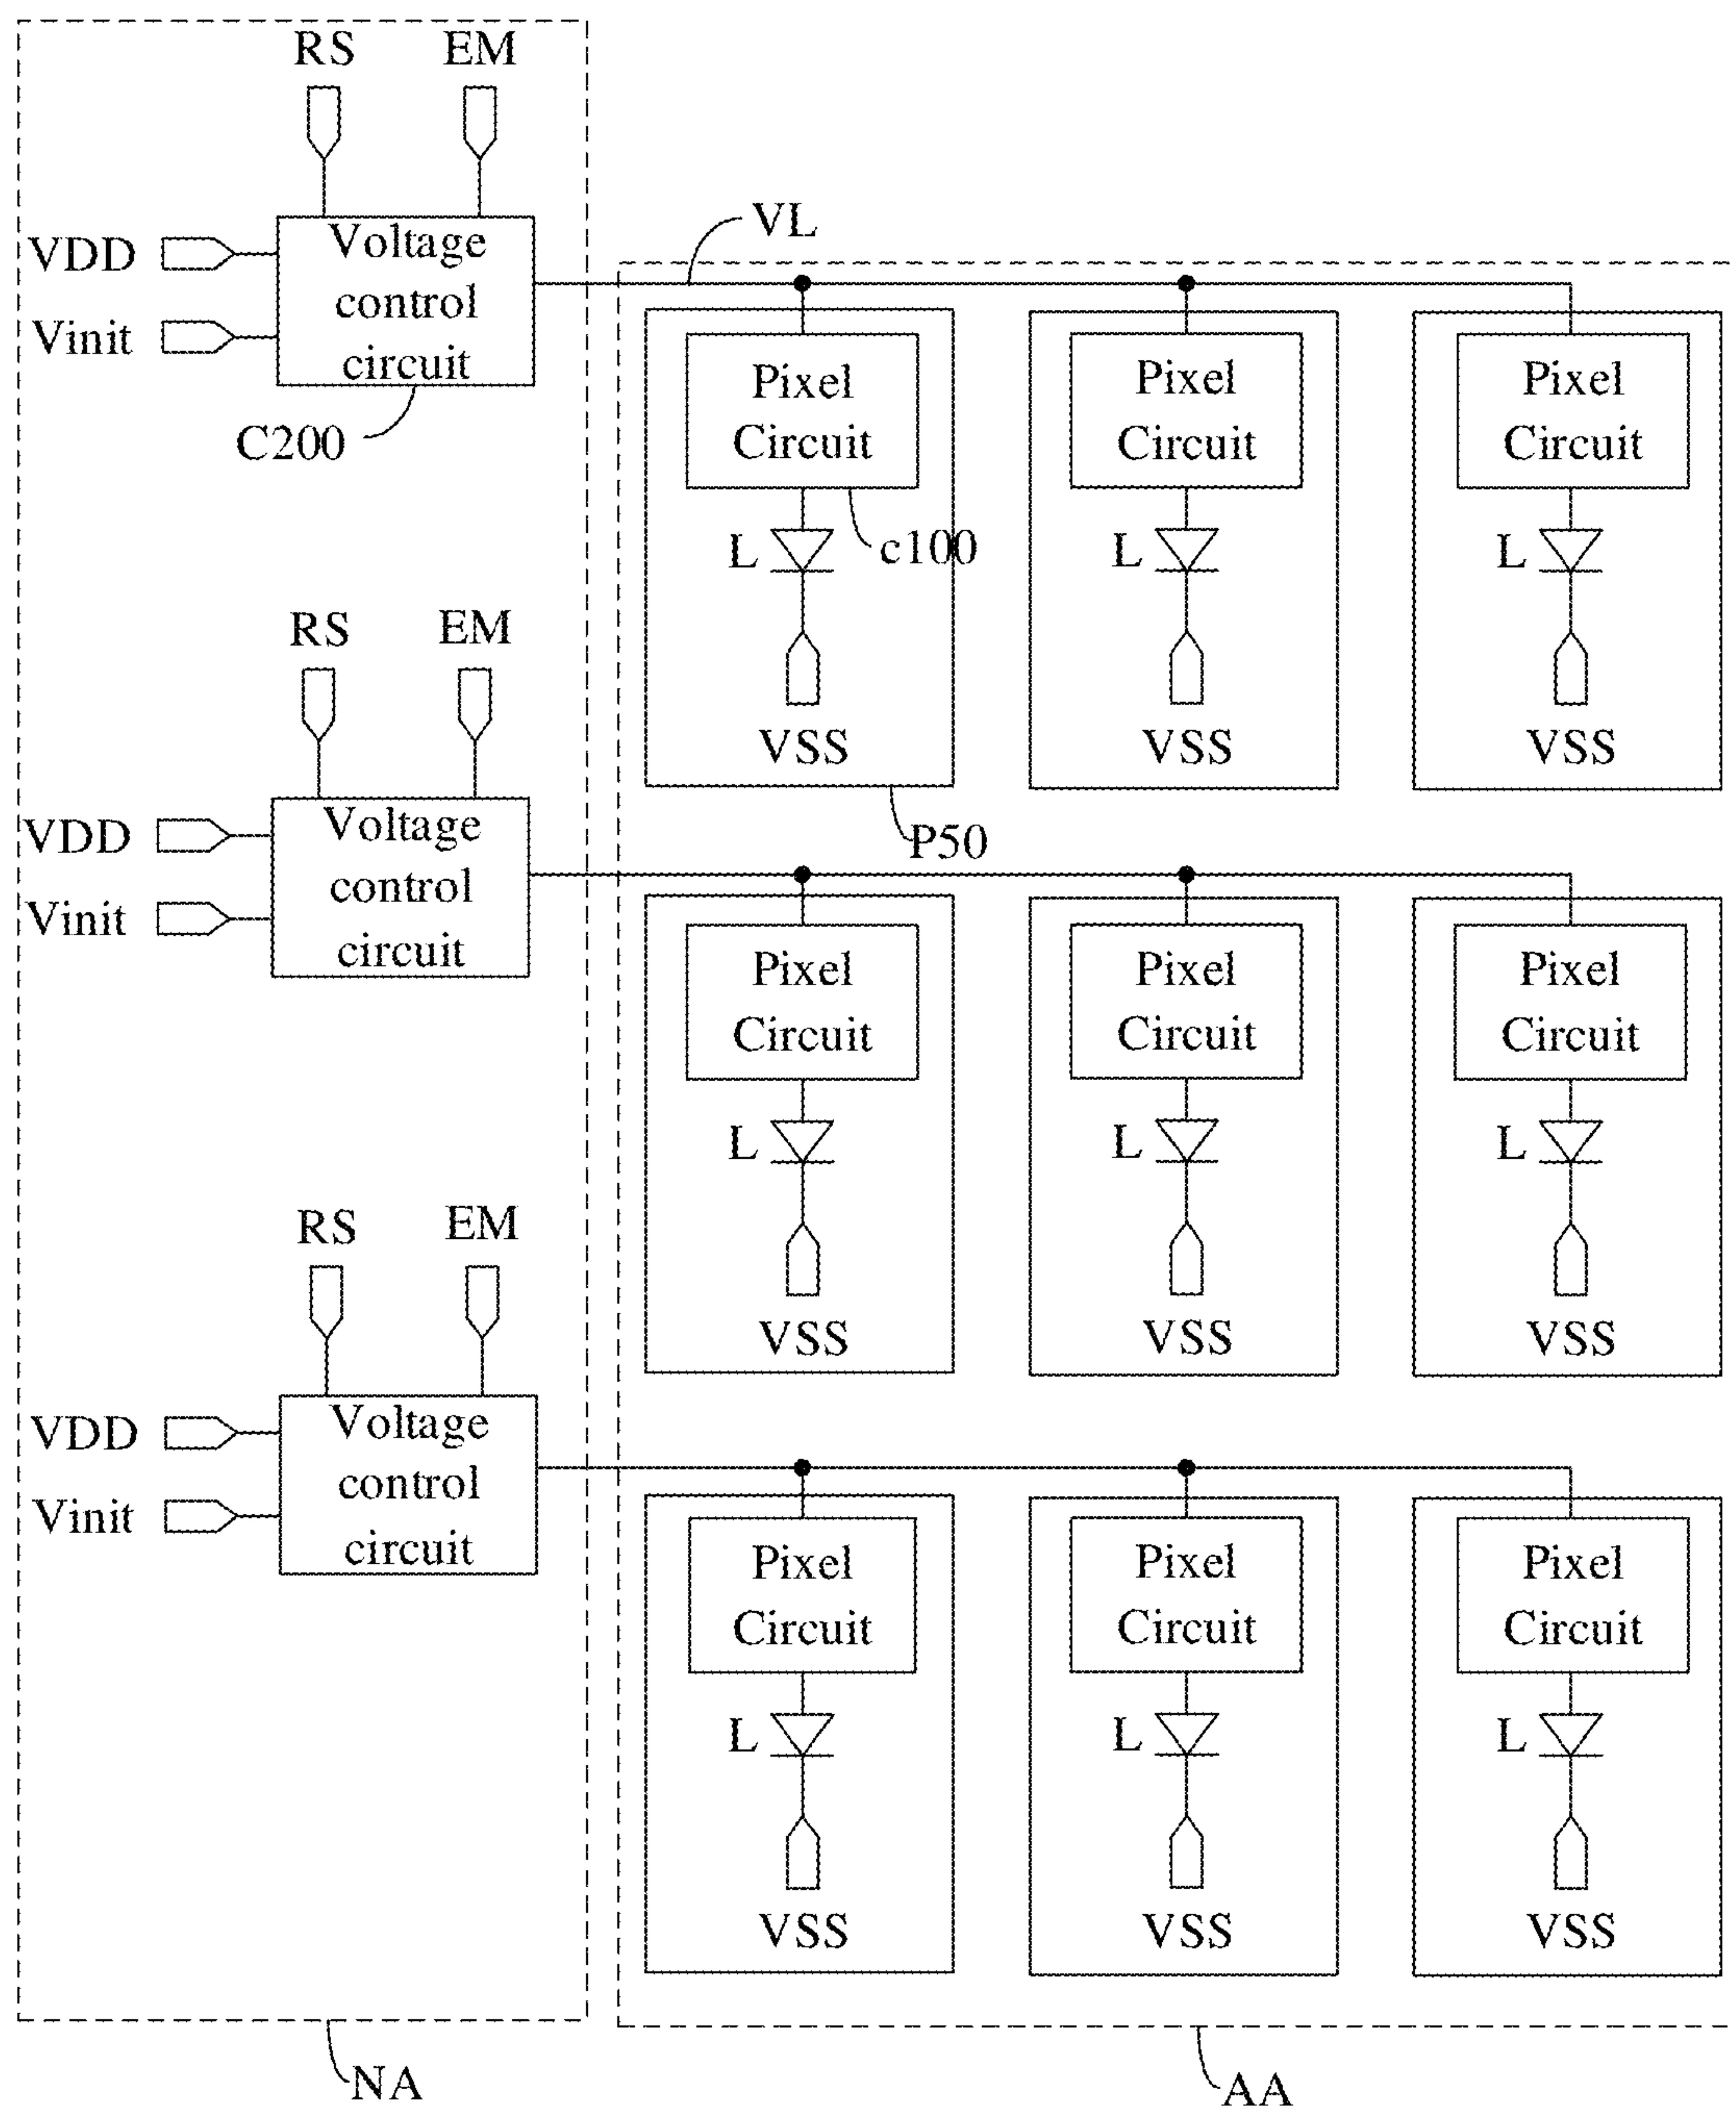 RS EM
VDD
Vinit
Voltage
control
circuit
C200
VL
Pixel
Circuit
Pixel
Circuit
Pixel
Circuit
c100
L
L
L
VSS
VSS
VSS
P50
RS EM
VDD
Vinit
Voltage
control
circuit
Pixel
Circuit
Pixel
Circuit
Pixel
Circuit
L
L
L
VSS
VSS
VSS
RS EM
VDD
Vinit
Voltage
control
circuit
Pixel
Circuit
Pixel
Circuit
Pixel
Circuit
L
L
L
VSS
VSS
VSS
NA
AA